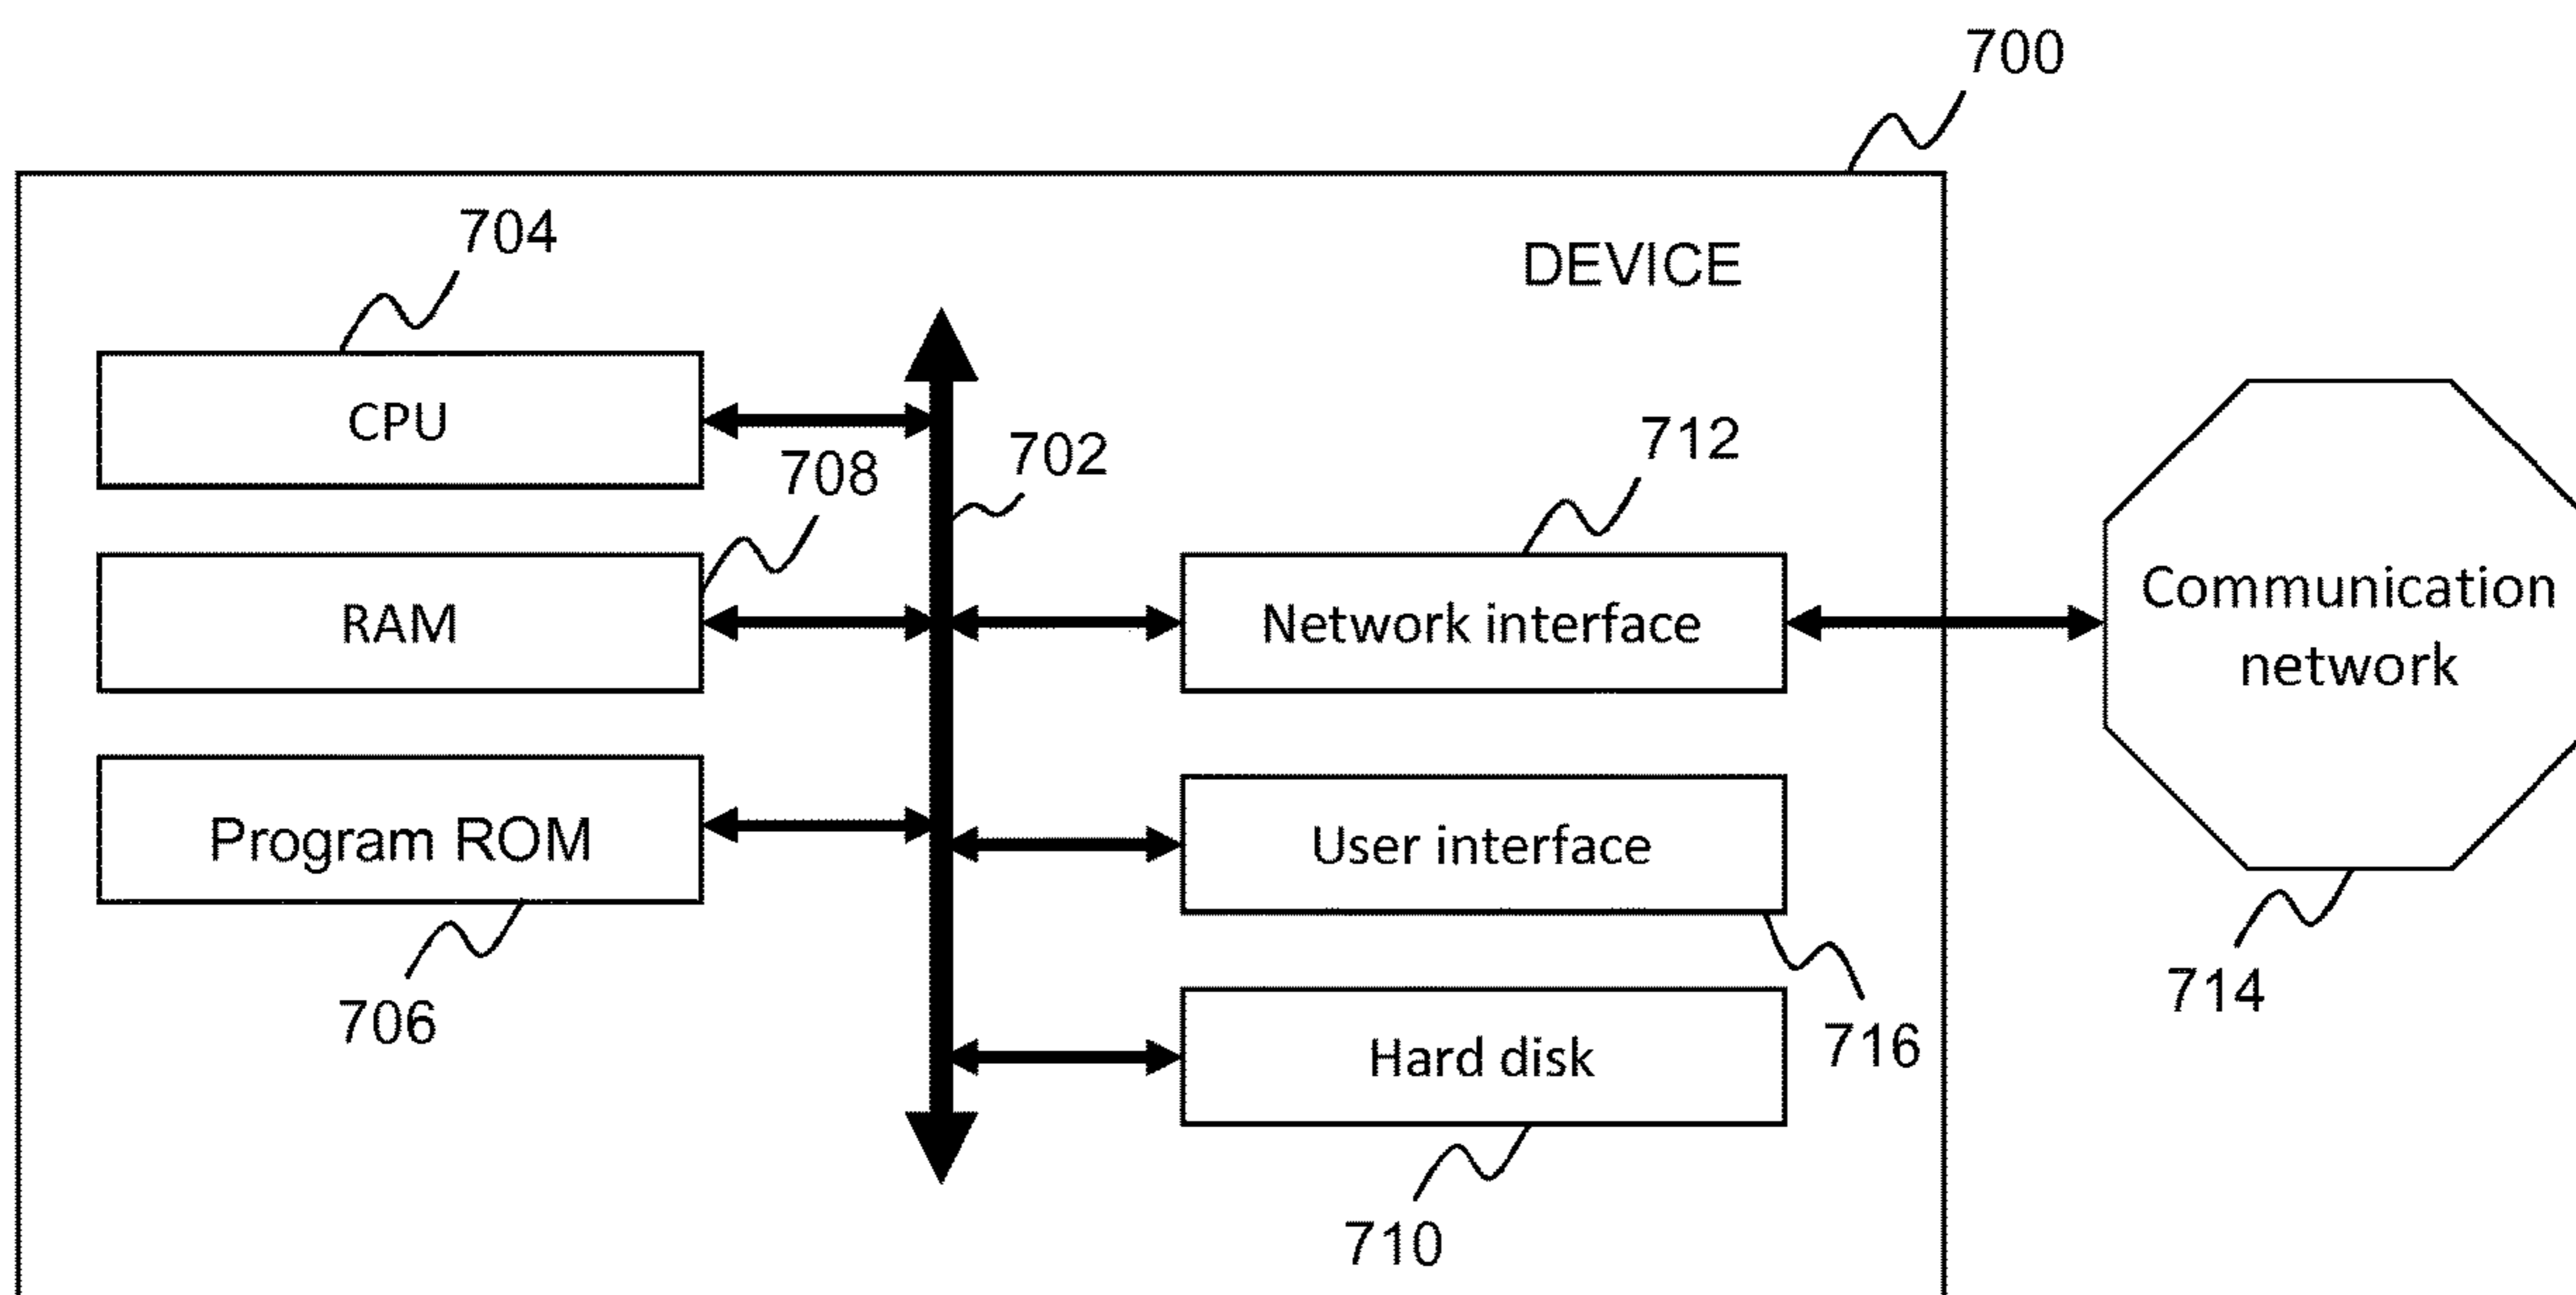 700
704
DEVICE
CPU
708
702
712
RAM
Network interface
Communication
network
Program ROM
User interface
706
716
714
Hard disk
710